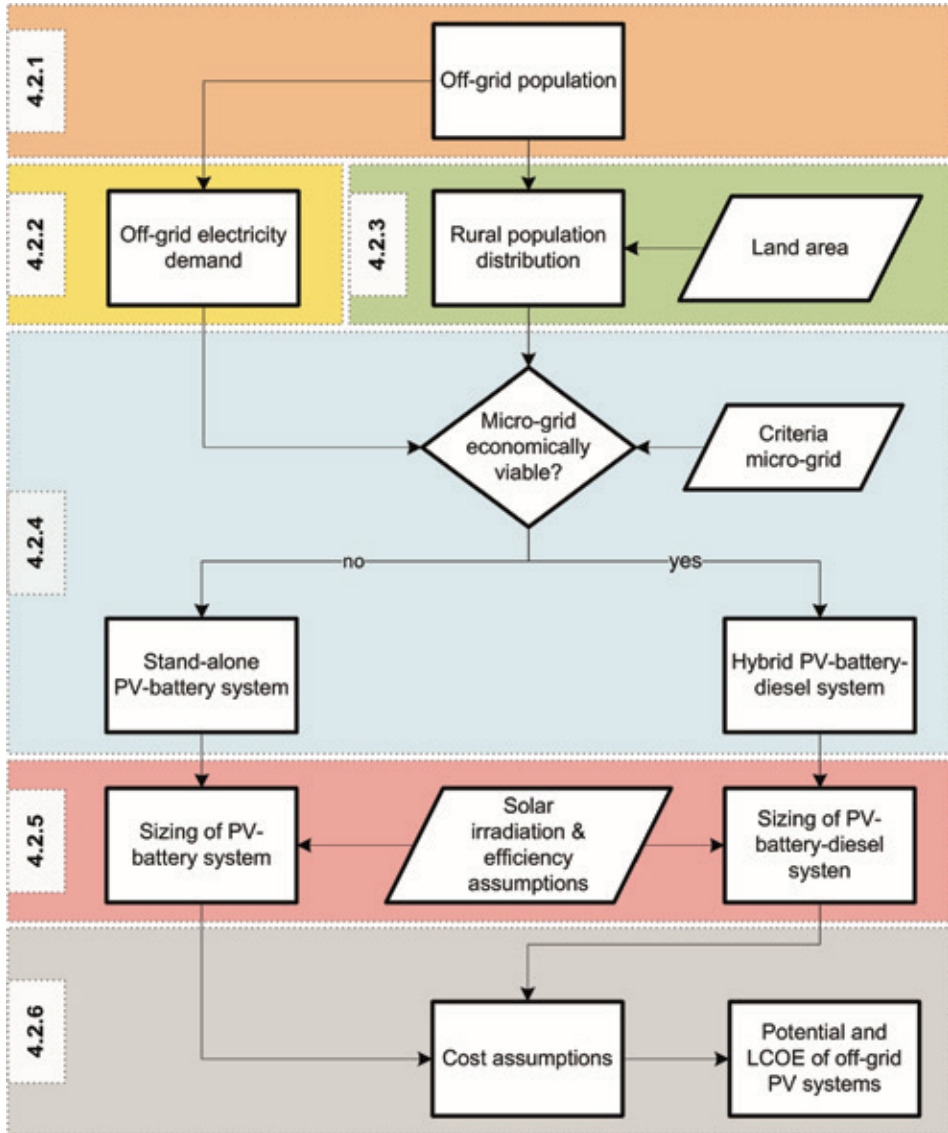 4.2.1
Off-grid population
4.2.2
Off-grid electricity
demand
4.2.3
Rural population
distribution
Land area
4.2.4
Micro-grid
economically
viable?
Criteria
micro-grid
no
yes
Stand-alone
PV-battery system
Hybrid PV-battery-
diesel system
4.2.5
Sizing of PV-
battery system
Solar
irradiation &
efficiency
assumptions
Sizing of PV-
battery-diesel
systen
4.2.6
Cost assumptions
Potential and
LCOE of off-grid
PV systems